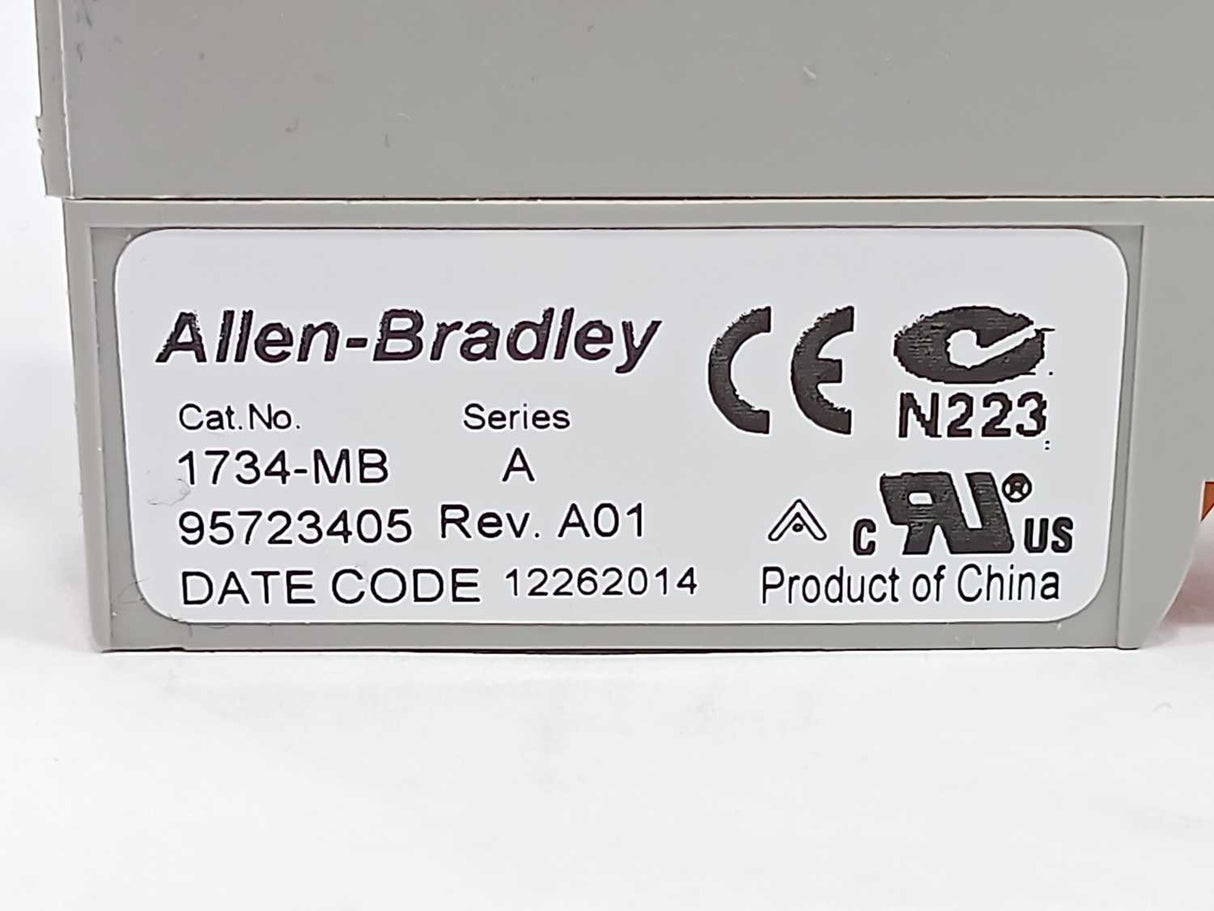 Allen-Bradley
CE
N223
Cat.No. Series
1734-MB A
95723405 Rev. A01
c UL ® US
DATE CODE 12262014
Product of China